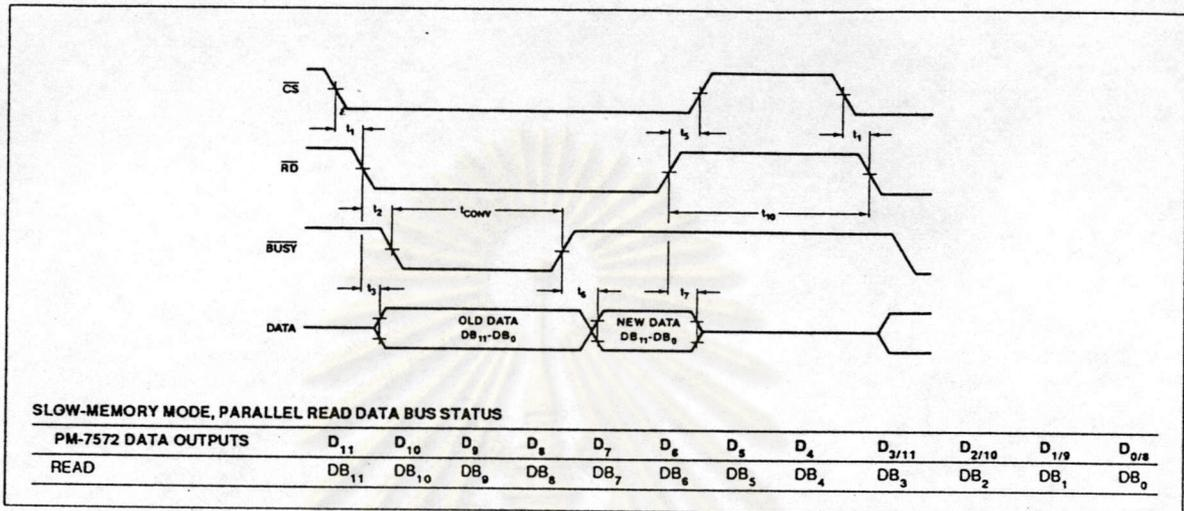 CS
t1
t5
t1
RD
t2
tCONV
t10
BUSY
t3
t6
t7
DATA
OLD DATA
DB11-DB0
NEW DATA
DB11-DB0
SLOW-MEMORY MODE, PARALLEL READ DATA BUS STATUS
PM-7572 DATA OUTPUTS D11 D10 D9 D8 D7 D6 D5 D4 D3/11 D2/10 D1/9 D0/8
READ DB11 DB10 DB9 DB8 DB7 DB6 DB5 DB4 DB3 DB2 DB1 DB0